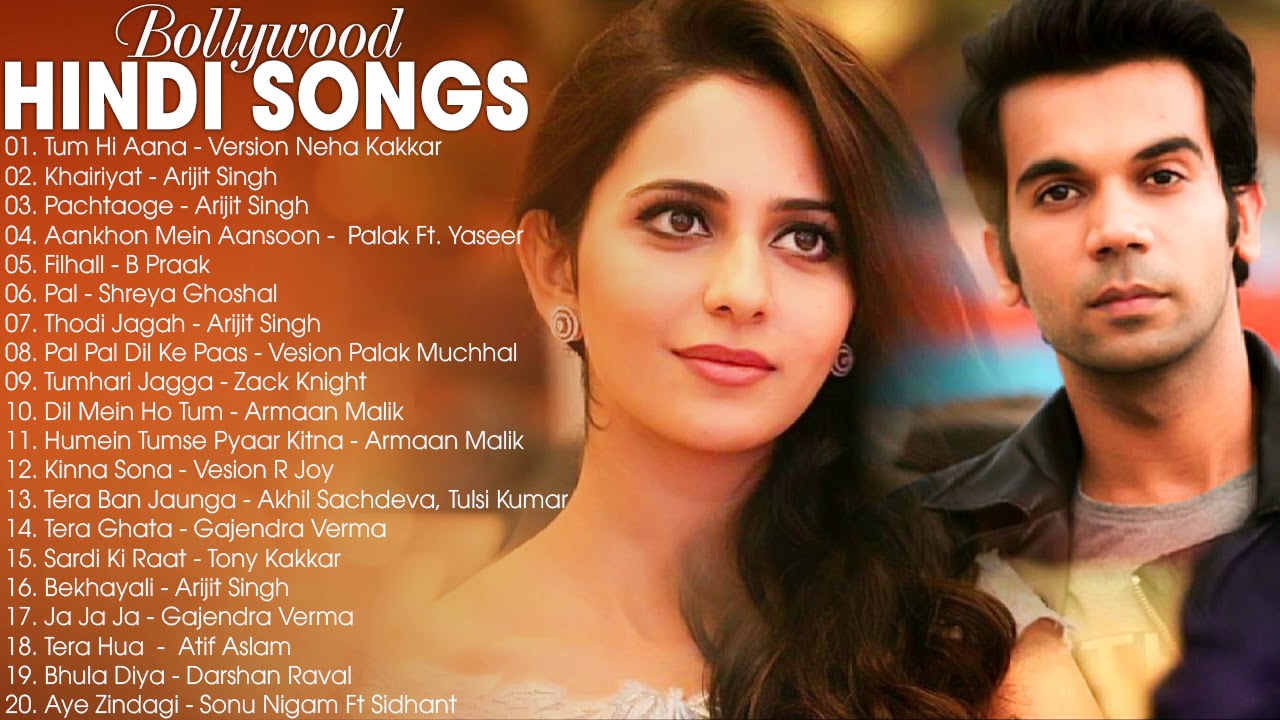 Bollywood
HINDI SONGS
01. Tum Hi Aana - Version Neha Kakkar
02. Khairiyat - Arijit Singh
03. Pachtaoge - Arijit Singh
04. Aankhon Mein Aansoon - Palak Ft. Yaseer
05. Filhall - B Praak
06. Pal - Shreya Ghoshal
07. Thodi Jagah - Arijit Singh
08. Pal Pal Dil Ke Paas - Vesion Palak Muchhal
09. Tumhari Jagga - Zack Knight
10. Dil Mein Ho Tum - Armaan Malik
11. Humein Tumse Pyaar Kitna - Armaan Malik
12. Kinna Sona - Vesion R Joy
13. Tera Ban Jaunga - Akhil Sachdeva, Tulsi Kumar
14. Tera Ghata - Gajendra Verma
15. Sardi Ki Raat - Tony Kakkar
16. Bekhayali - Arijit Singh
17. Ja Ja Ja - Gajendra Verma
18. Tera Hua - Atif Aslam
19. Bhula Diya - Darshan Raval
20. Aye Zindagi - Sonu Nigam Ft Sidhant